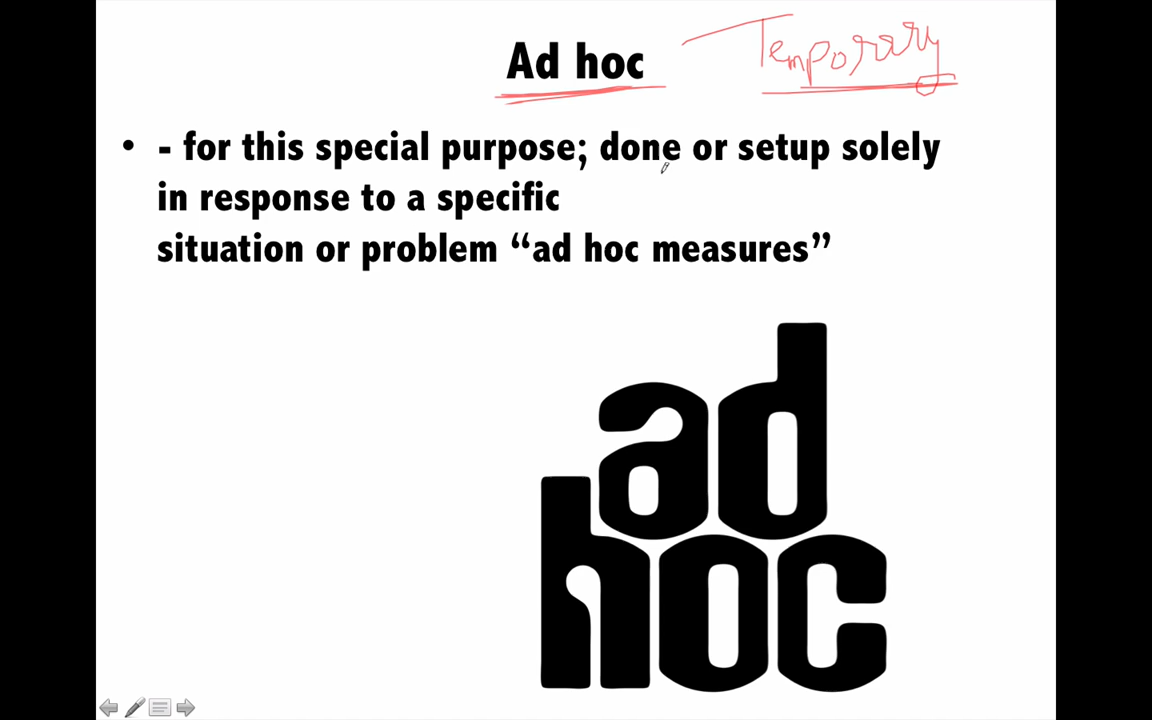 Ad hoc
Temporary
• - for this special purpose; done or setup solely
in response to a specific
situation or problem “ad hoc measures”
ad
hoc